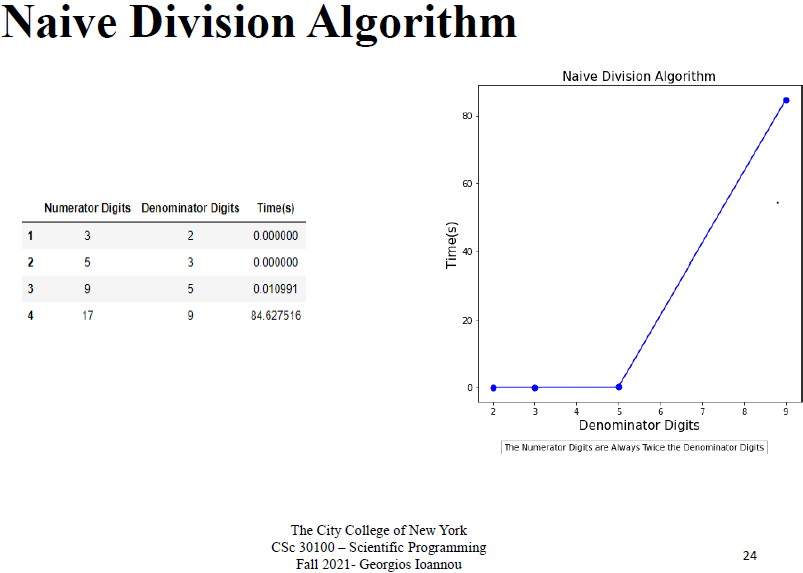 Naive Division Algorithm
Numerator Digits Denominator Digits Time(s)
1 3 2 0.000000
2 5 3 0.000000
3 9 5 0.010991
4 17 9 84.627516
Naive Division Algorithm
80
60
40
20
0
Time(s)
2 3 4 5 6 7 8 9
Denominator Digits
The Numerator Digits are Always Twice the Denominator Digits
The City College of New York
CSc 30100 – Scientific Programming
Fall 2021- Georgios Ioannou
24